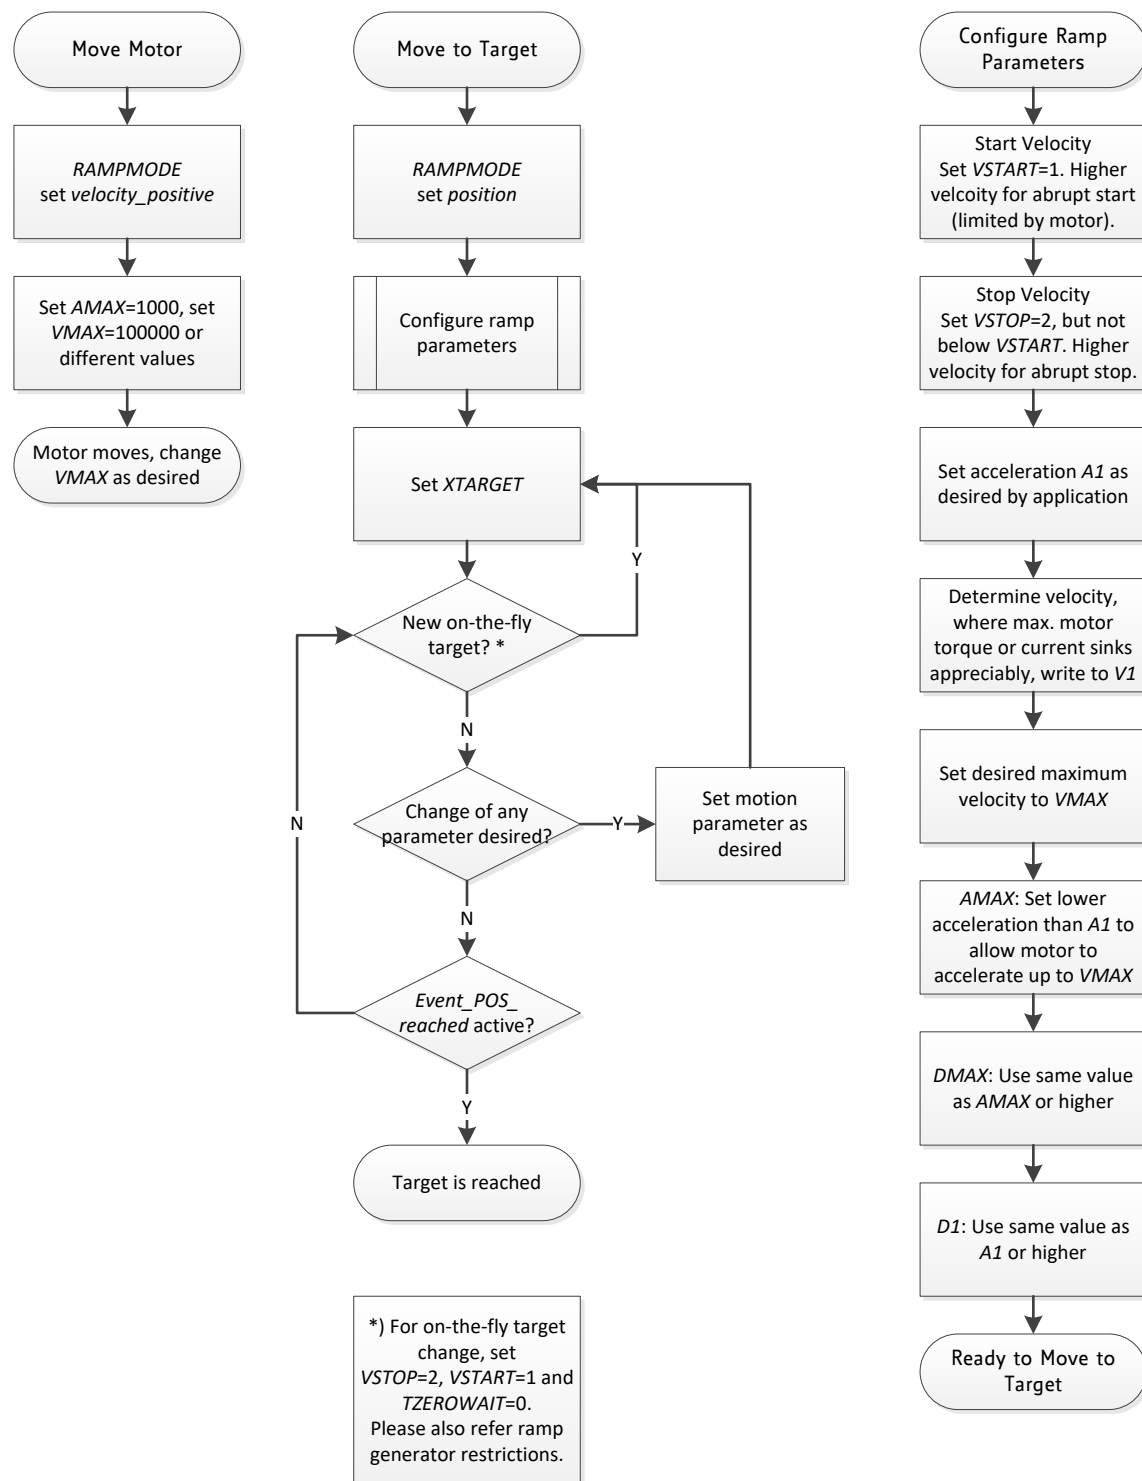 Move Motor
RAMPMODE
set velocity_positive
Set AMAX=1000, set
VMAX=100000 or
different values
Motor moves, change
VMAX as desired
Move to Target
RAMPMODE
set position
Configure ramp
parameters
Set XTARGET
Y
New on-the-fly
target? *
N
N
Change of any
parameter desired?
Y
Set motion
parameter as
desired
N
Event_POS_
reached active?
Y
Target is reached
*) For on-the-fly target
change, set
VSTOP=2, VSTART=1 and
TZEROWAIT=0.
Please also refer ramp
generator restrictions.
Configure Ramp
Parameters
Start Velocity
Set VSTART=1. Higher
velcoity for abrupt start
(limited by motor).
Stop Velocity
Set VSTOP=2, but not
below VSTART. Higher
velocity for abrupt stop.
Set acceleration A1 as
desired by application
Determine velocity,
where max. motor
torque or current sinks
appreciably, write to V1
Set desired maximum
velocity to VMAX
AMAX: Set lower
acceleration than A1 to
allow motor to
accelerate up to VMAX
DMAX: Use same value
as AMAX or higher
D1: Use same value as
A1 or higher
Ready to Move to
Target